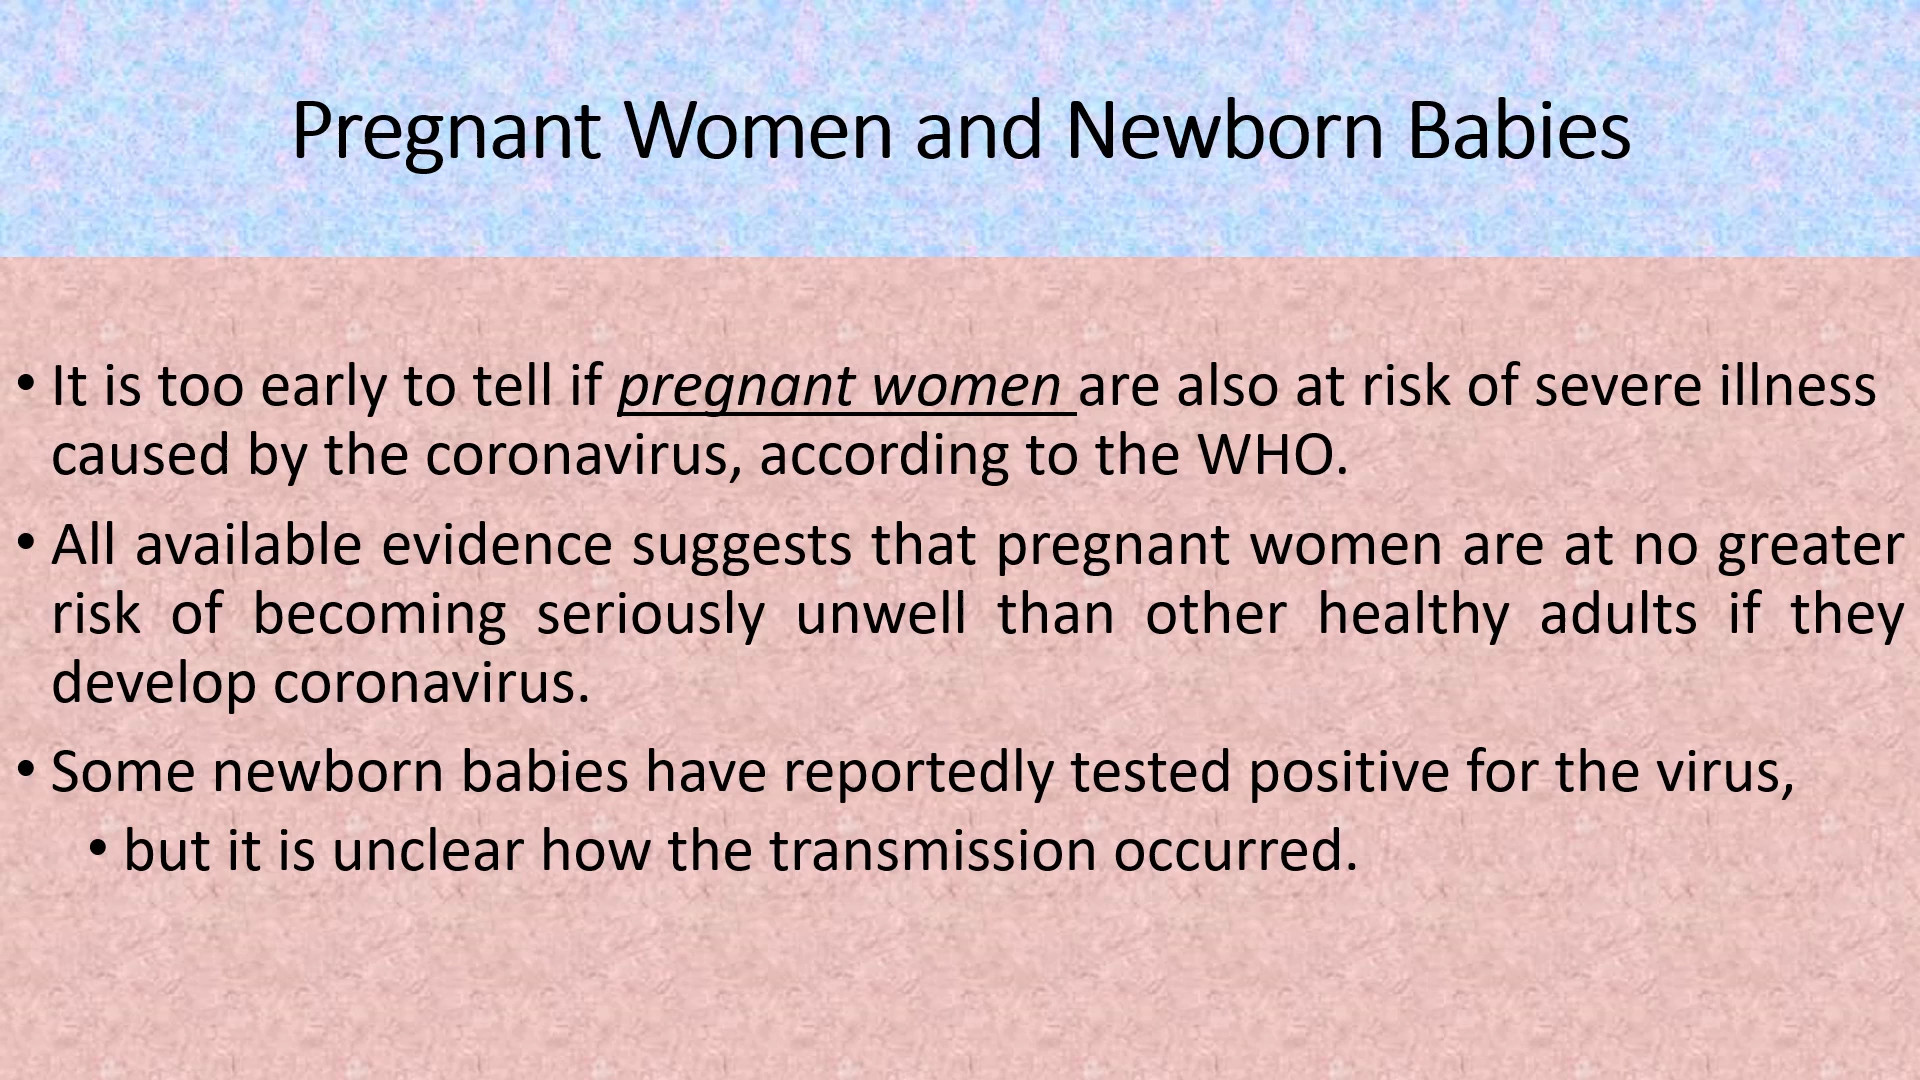 Pregnant Women and Newborn Babies
• It is too early to tell if pregnant women are also at risk of severe illness
caused by the coronavirus, according to the WHO.
• All available evidence suggests that pregnant women are at no greater
risk of becoming seriously unwell than other healthy adults if they
develop coronavirus.
• Some newborn babies have reportedly tested positive for the virus,
• but it is unclear how the transmission occurred.